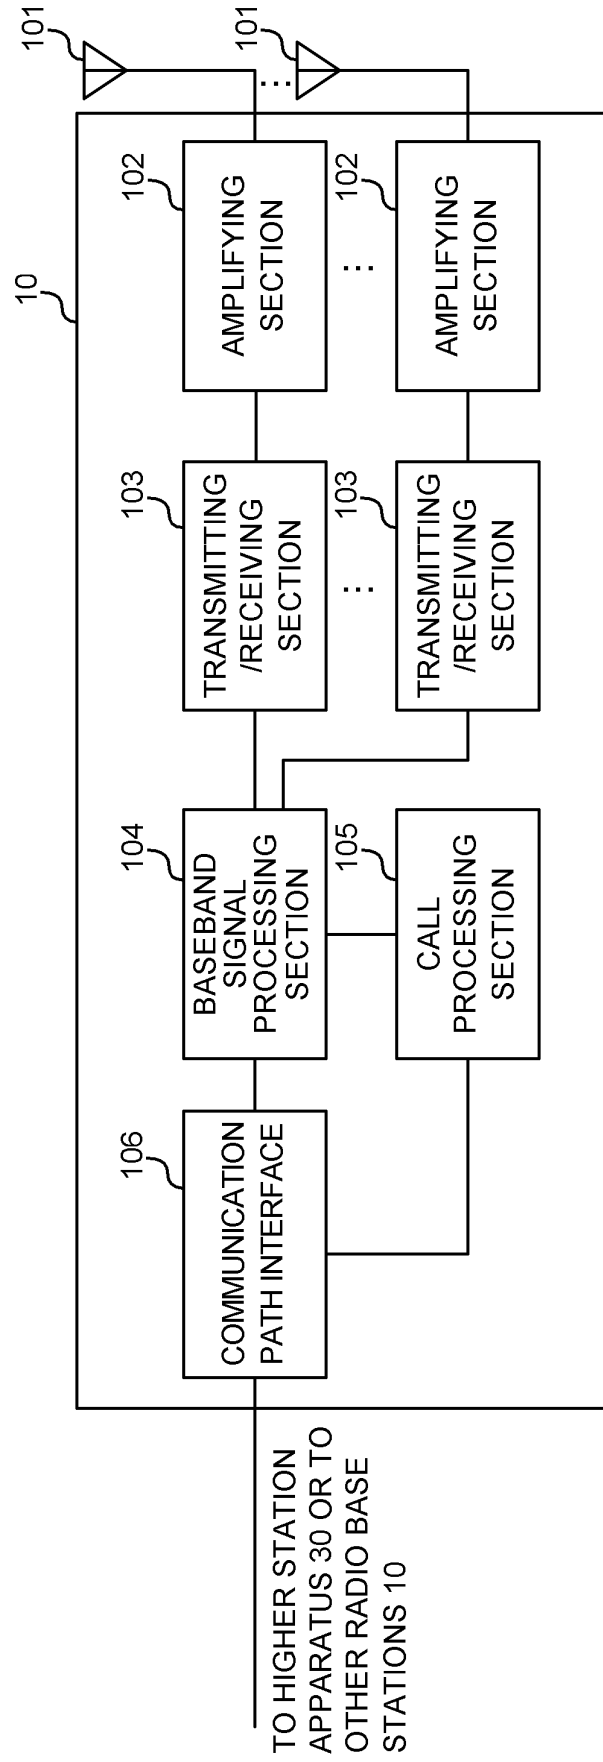 10
101
101
102
AMPLIFYING
SECTION
102
AMPLIFYING
SECTION
...
...
103
TRANSMITTING
/RECEIVING
SECTION
103
TRANSMITTING
/RECEIVING
SECTION
...
104
BASEBAND
SIGNAL
PROCESSING
SECTION
105
CALL
PROCESSING
SECTION
106
COMMUNICATION
PATH INTERFACE
TO HIGHER STATION
APPARATUS 30 OR TO
OTHER RADIO BASE
STATIONS 10